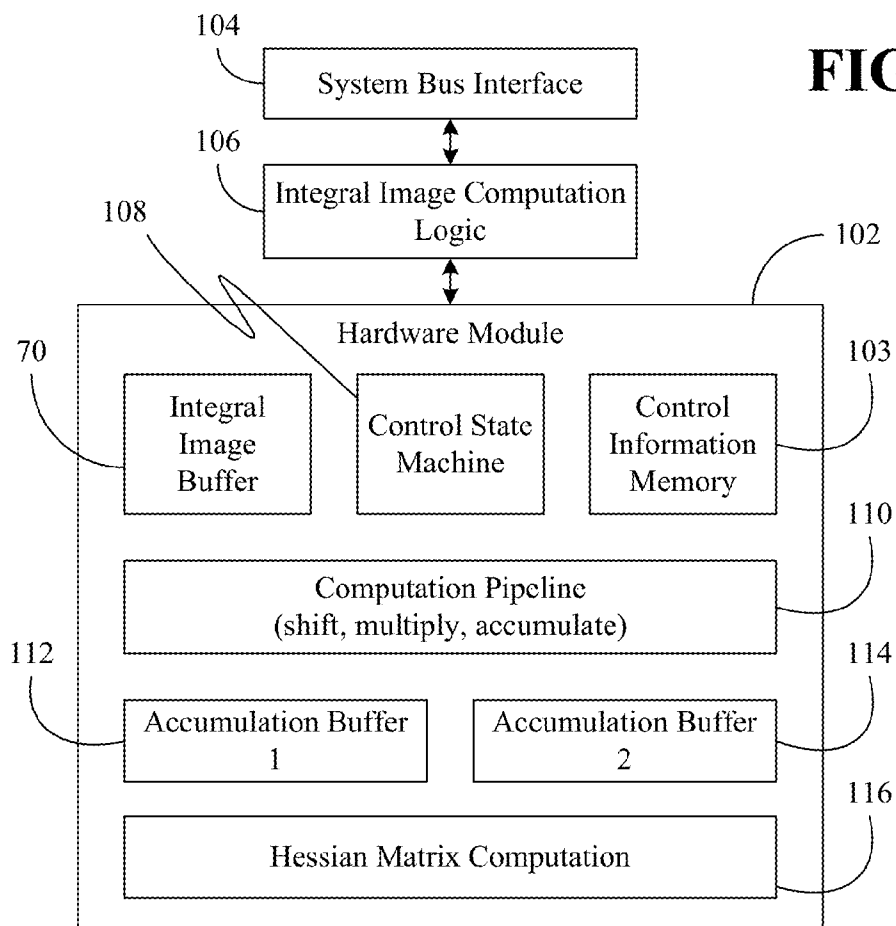 104
FIG
System Bus Interface
106
Integral Image Computation
Logic
108
102
Hardware Module
70
103
Integral
Image
Buffer
Control State
Machine
Control
Information
Memory
110
Computation Pipeline
(shift, multiply, accumulate)
112
114
Accumulation Buffer
1
Accumulation Buffer
2
116
Hessian Matrix Computation